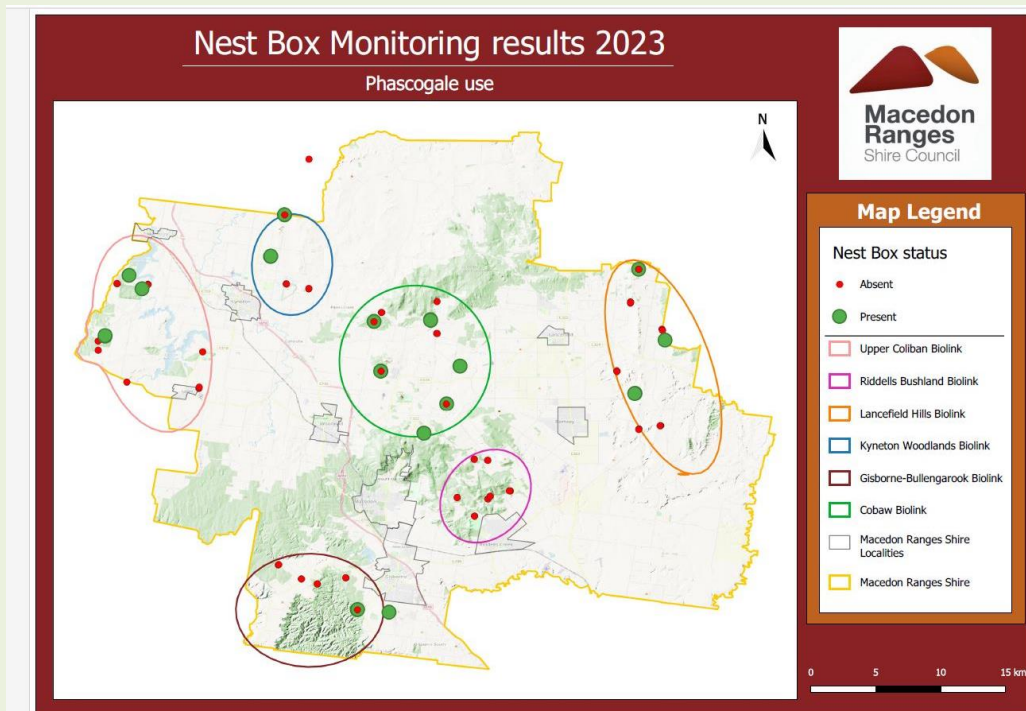 Nest Box Monitoring results 2023
Phascogale use
N
Macedon
Ranges
Shire Council
Map Legend
Nest Box status
Absent
Present
Upper Coliban Biolink
Riddells Bushland Biolink
Lancefield Hills Biolink
Kyneton Woodlands Biolink
Gisborne-Bullengarook Biolink
Cobaw Biolink
Macedon Ranges Shire
Localities
Macedon Ranges Shire
0 5 10 15 km